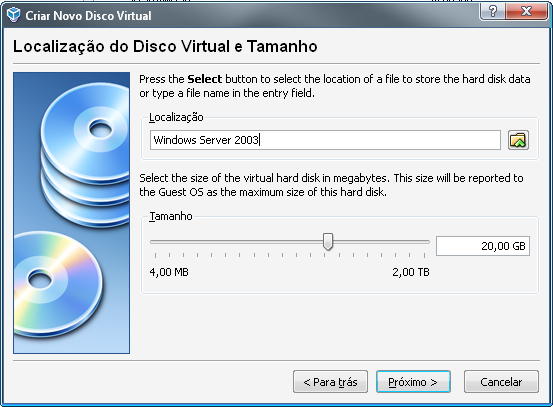 Criar Novo Disco Virtual
Localização do Disco Virtual e Tamanho
Press the Select button to select the location of a file to store the hard disk data
or type a file name in the entry field.
Localização
Windows Server 2003
Select the size of the virtual hard disk in megabytes. This size will be reported to
the Guest OS as the maximum size of this hard disk.
Tamanho
20,00 GB
4,00 MB 2,00 TB
< Para trás Próximo > Cancelar